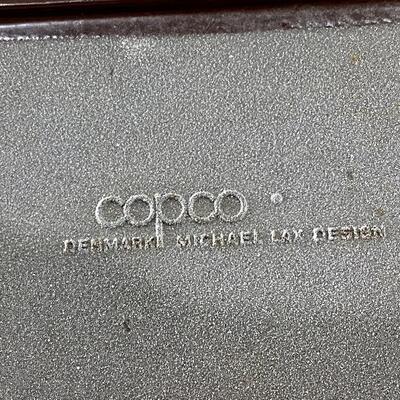 copco
DENMARK MICHAEL LAX DESIGN